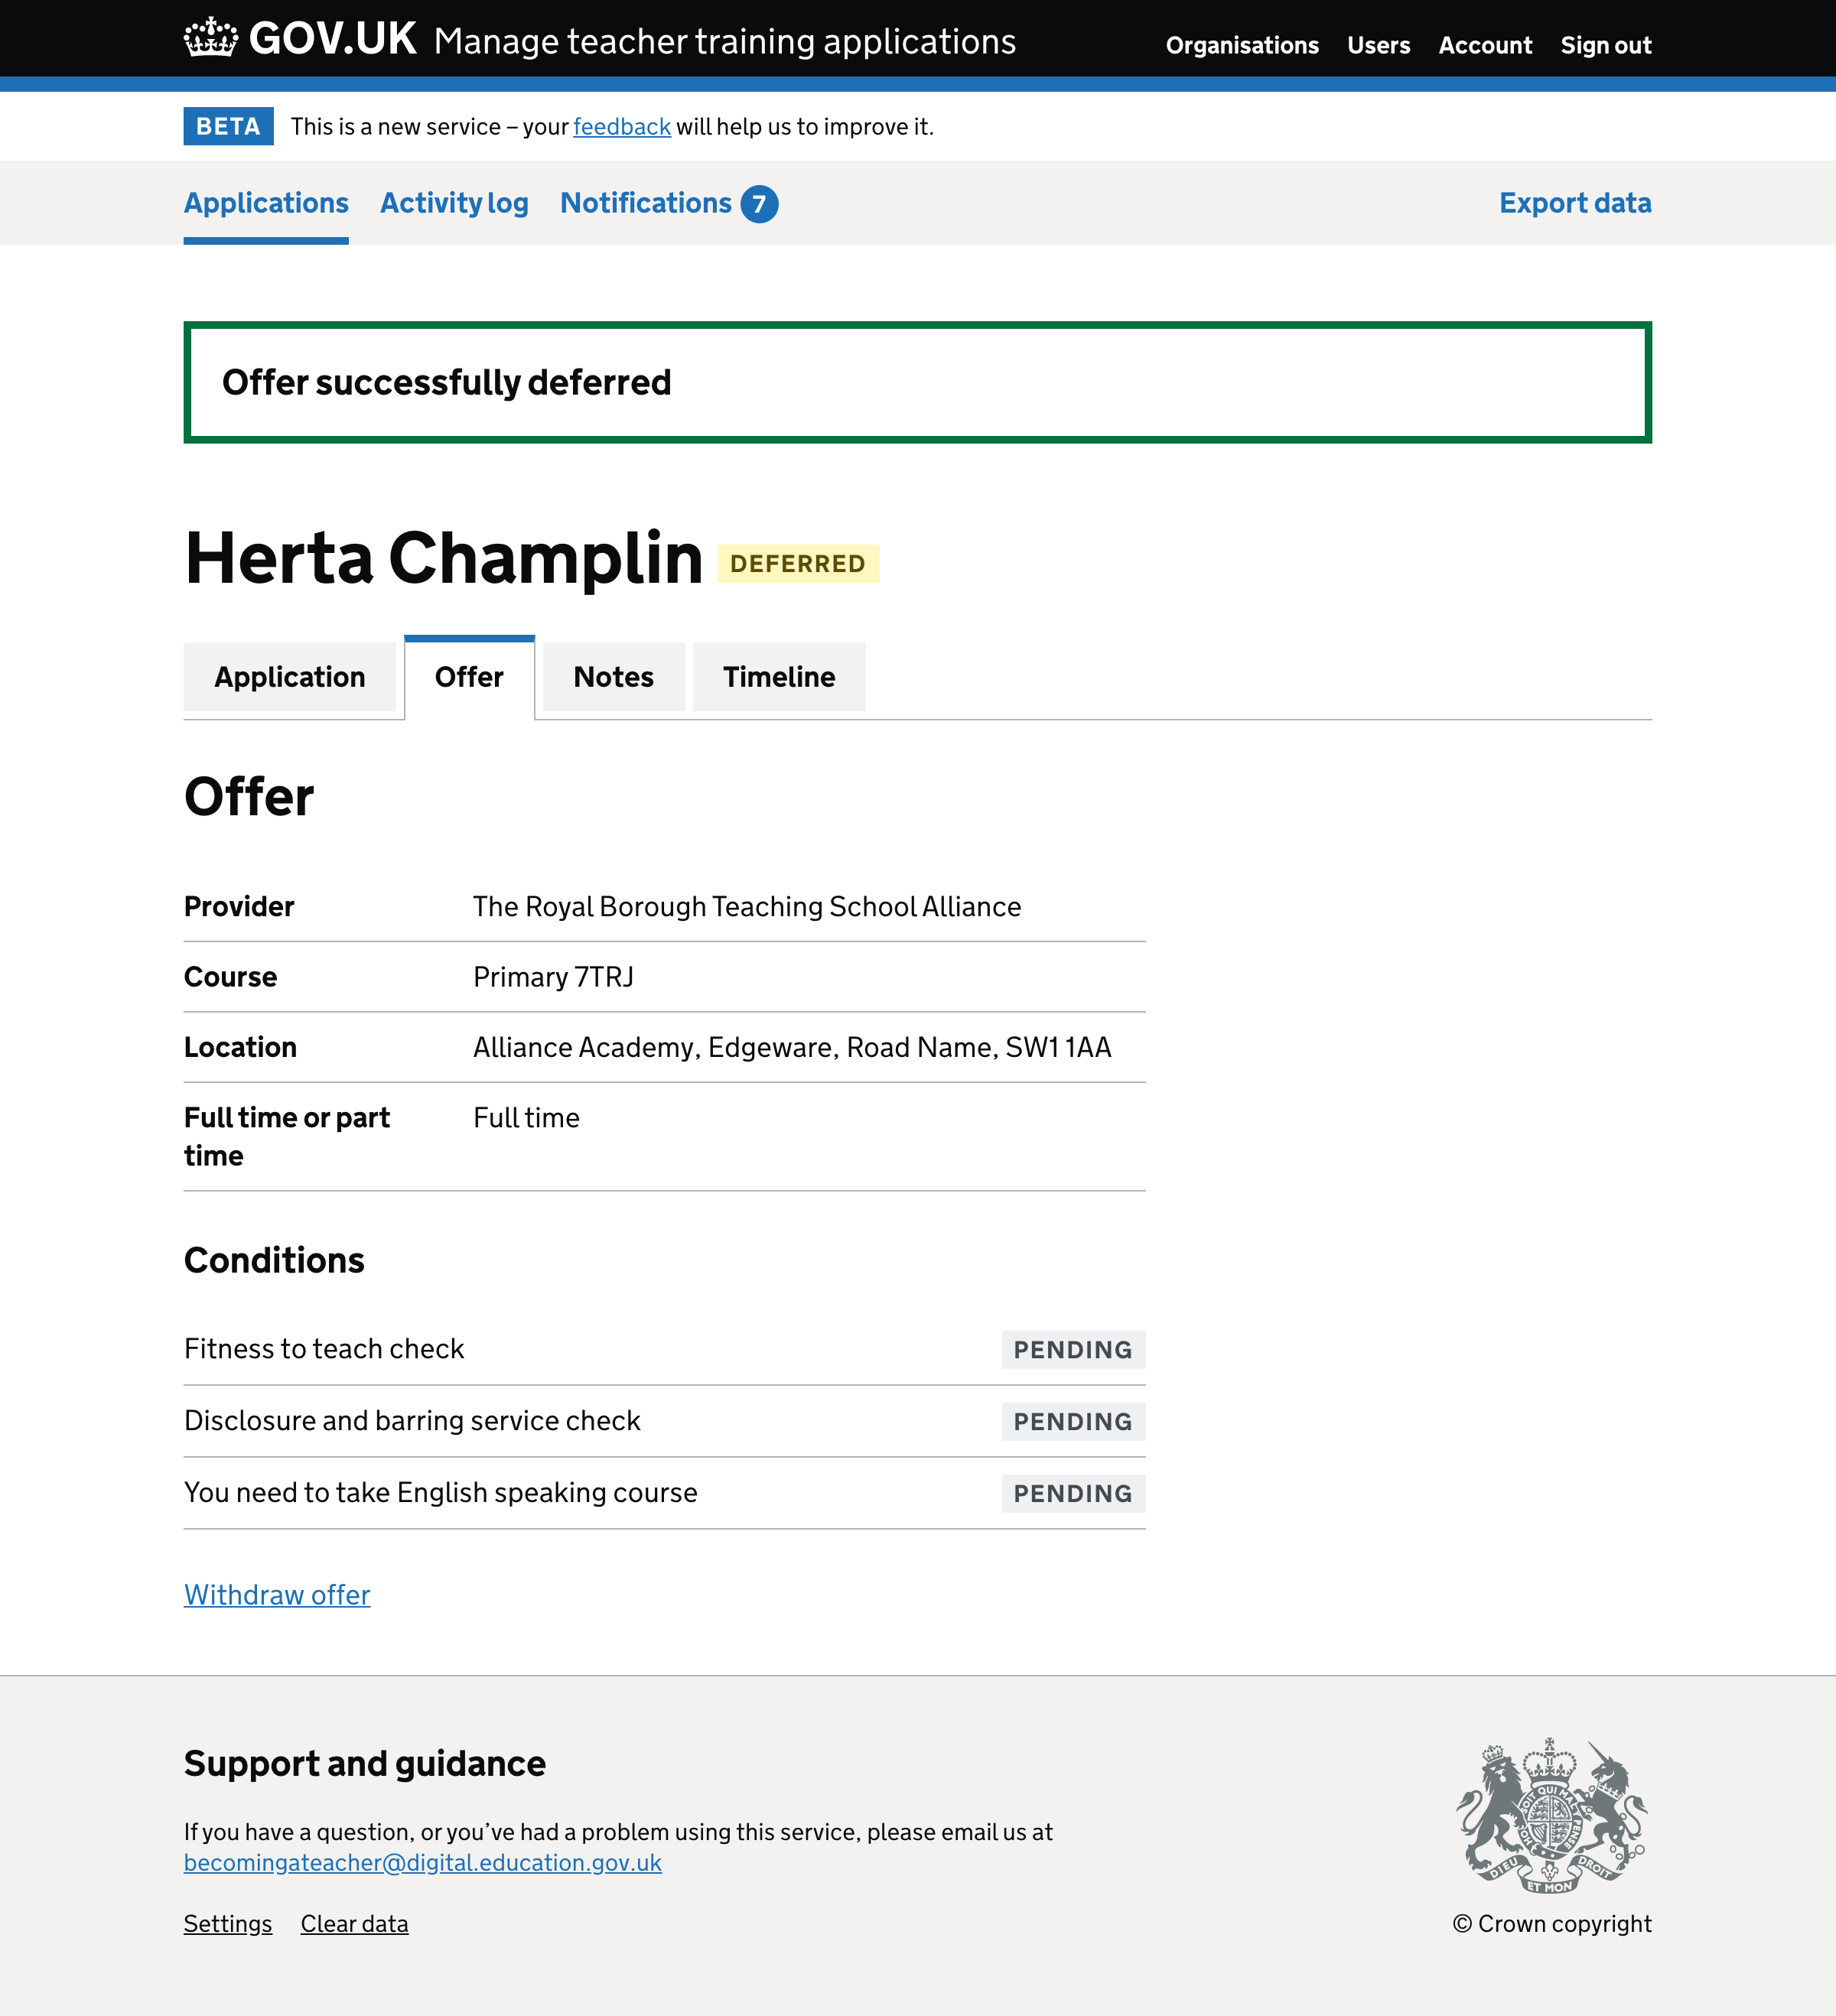 GOV.UK Manage teacher training applications Organisations Users Account Sign out
BETA This is a new service – your feedback will help us to improve it.
Applications Activity log Notifications 7 Export data
Offer successfully deferred
Herta Champlin DEFERRED
Application Offer Notes Timeline
Offer
Provider The Royal Borough Teaching School Alliance
Course Primary 7TRJ
Location Alliance Academy, Edgeware, Road Name, SW1 1AA
Full time or part Full time
time
Conditions
Fitness to teach check PENDING
Disclosure and barring service check PENDING
You need to take English speaking course PENDING
Withdraw offer
Support and guidance
If you have a question, or you’ve had a problem using this service, please email us at
becomingateacher@digital.education.gov.uk
DIEU ET MON DROIT
Settings Clear data © Crown copyright